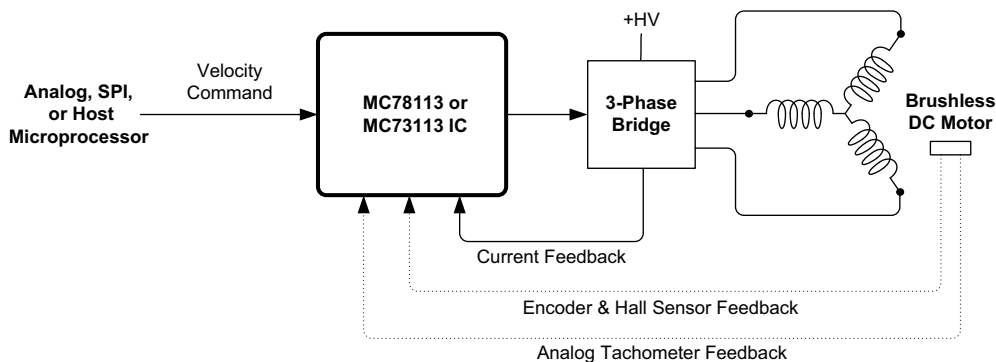 +HV
Velocity
Command
Analog, SPI,
or Host
Microprocessor
MC78113 or
MC73113 IC
3-Phase
Bridge
Brushless
DC Motor
Current Feedback
Encoder & Hall Sensor Feedback
Analog Tachometer Feedback